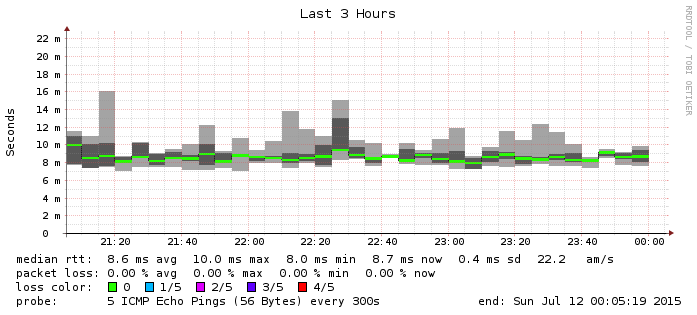 Last 3 Hours
RRDTOOL / TOBI OETIKER
Seconds
22 m
20 m
18 m
16 m
14 m
12 m
10 m
8 m
6 m
4 m
2 m
0
21:20 21:40 22:00 22:20 22:40 23:00 23:20 23:40 00:00
median rtt: 8.6 ms avg 10.0 ms max 8.0 ms min 8.7 ms now 0.4 ms sd 22.2 am/s
packet loss: 0.00 % avg 0.00 % max 0.00 % min 0.00 % now
loss color: 0 1/5 2/5 3/5 4/5
probe: 5 ICMP Echo Pings (56 Bytes) every 300s end: Sun Jul 12 00:05:19 2015